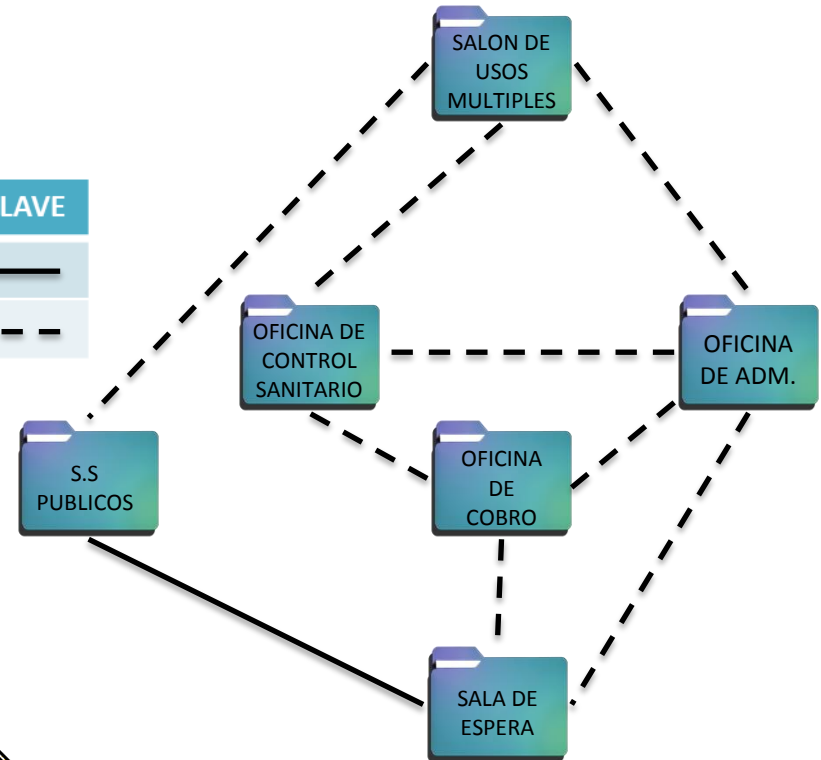 SALON DE
USOS
MULTIPLES
LAVE
OFICINA DE
CONTROL
SANITARIO
OFICINA
DE ADM.
S.S
PUBLICOS
OFICINA
DE
COBRO
SALA DE
ESPERA